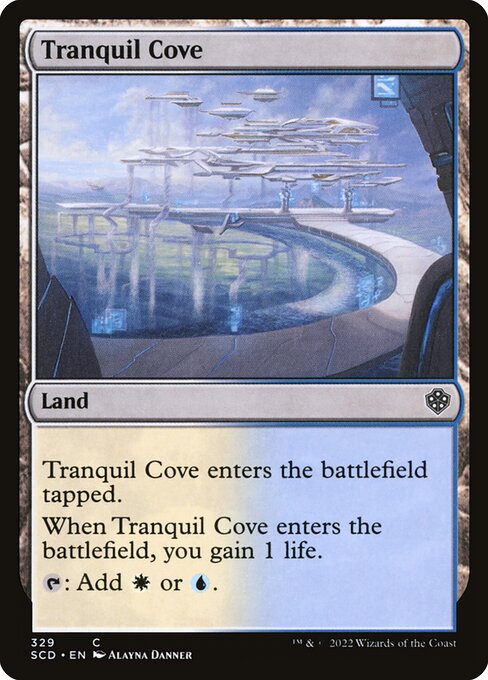 Tranquil Cove
Land
Tranquil Cove enters the battlefield
tapped.
When Tranquil Cove enters the
battlefield, you gain 1 life.
: Add or .
329 C
SCD • EN Alayna Danner
™ & © 2022 Wizards of the Coast